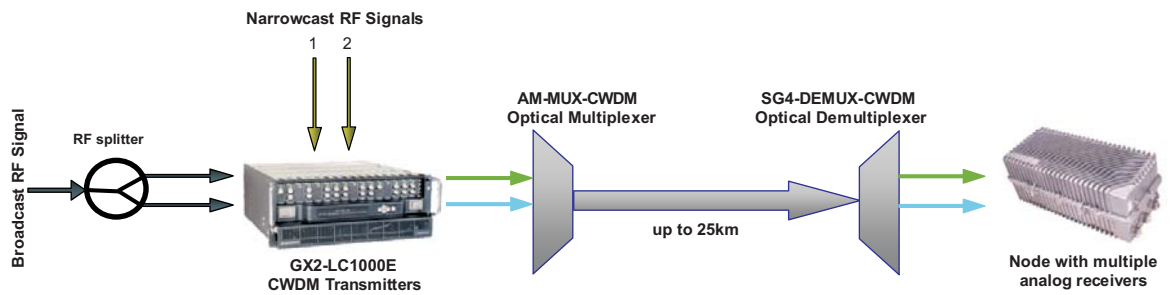 Narrowcast RF Signals
1 2
Broadcast RF Signal
RF splitter
GX2-LC1000E
CWDM Transmitters
AM-MUX-CWDM
Optical Multiplexer
up to 25km
SG4-DEMUX-CWDM
Optical Demultiplexer
Node with multiple
analog receivers